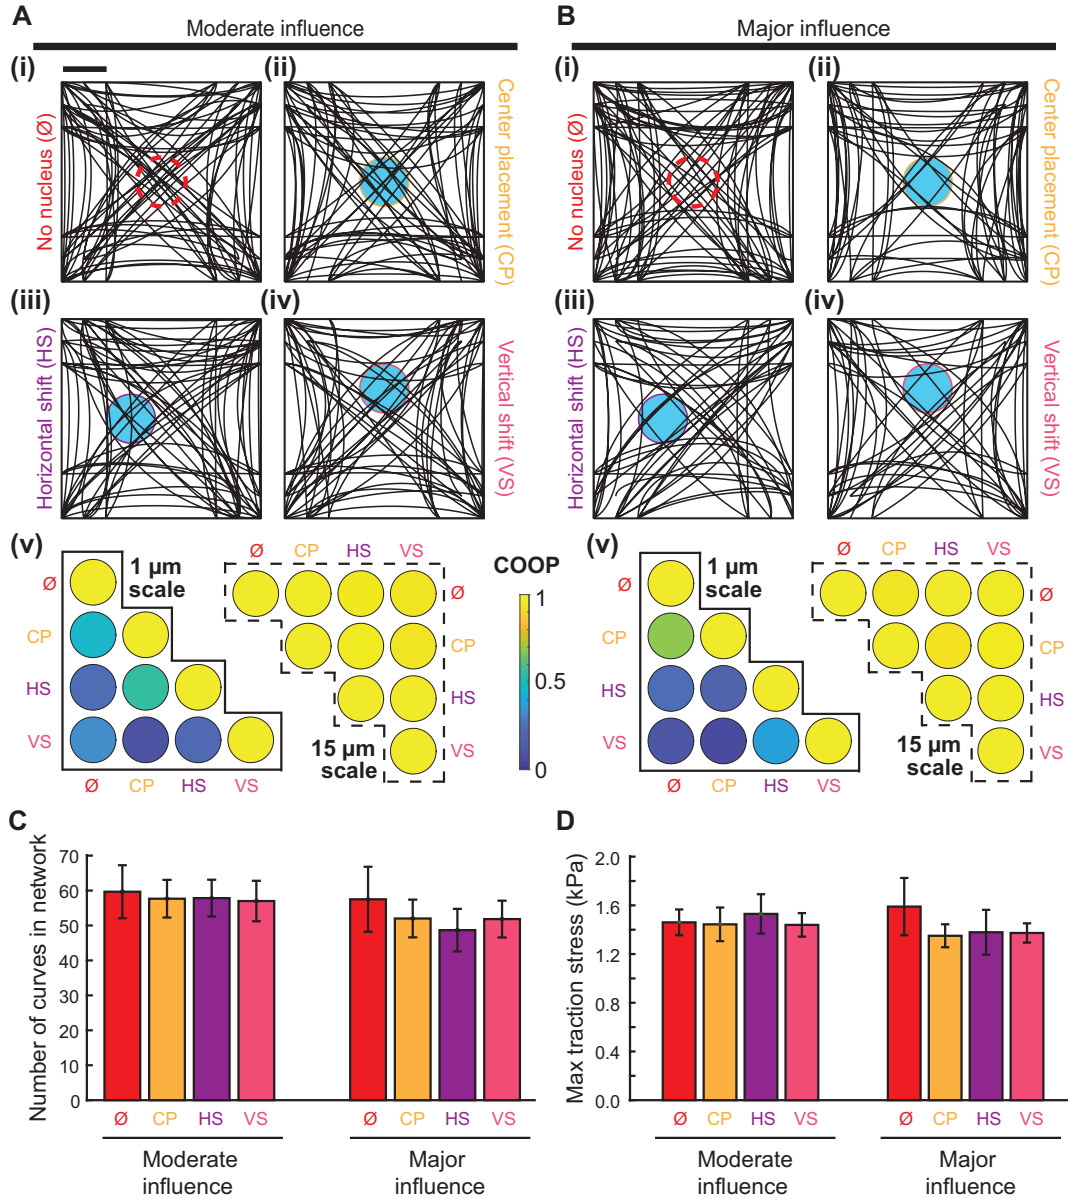 A
Moderate influence
(i)
(ii)
No nucleus (Ø)
Center placement (CP)
(iii)
(iv)
Horizontal shift (HS)
Vertical shift (VS)
(v)
Ø
CP
HS
VS
1 µm
scale
Ø CP HS VS
Ø CP HS VS
Ø
CP
HS
VS
15 µm
scale
COOP
1
0.5
0
B
Major influence
(i)
(ii)
No nucleus (Ø)
Center placement (CP)
(iii)
(iv)
Horizontal shift (HS)
Vertical shift (VS)
(v)
Ø
CP
HS
VS
1 µm
scale
Ø CP HS VS
Ø CP HS VS
Ø
CP
HS
VS
15 µm
scale
C
Number of curves in network
70
60
50
40
30
20
10
0
Ø CP HS VS
Ø CP HS VS
Moderate
influence
Major
influence
D
Max traction stress (kPa)
2.0
1.6
1.2
0.8
0.4
0.0
Ø CP HS VS
Ø CP HS VS
Moderate
influence
Major
influence